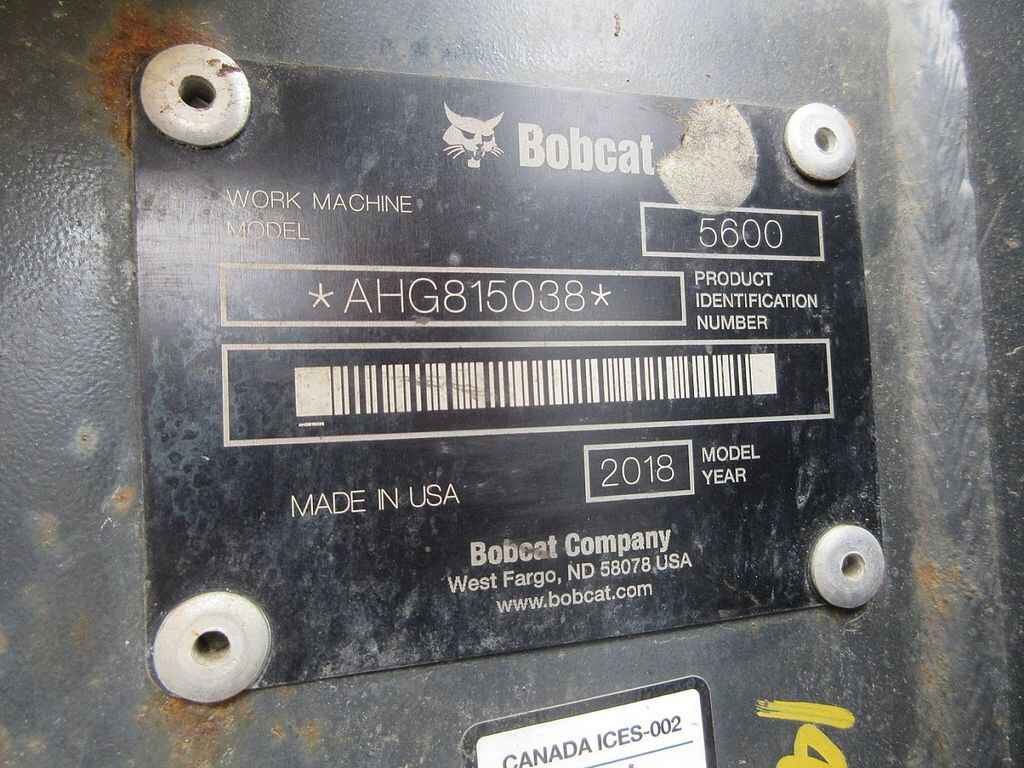 Bobcat
WORK MACHINE
MODEL
5600
*AHG815038*
PRODUCT
IDENTIFICATION
NUMBER
2018
MODEL
YEAR
MADE IN USA
Bobcat Company
West Fargo, ND 58078 USA
www.bobcat.com
CANADA ICES-002